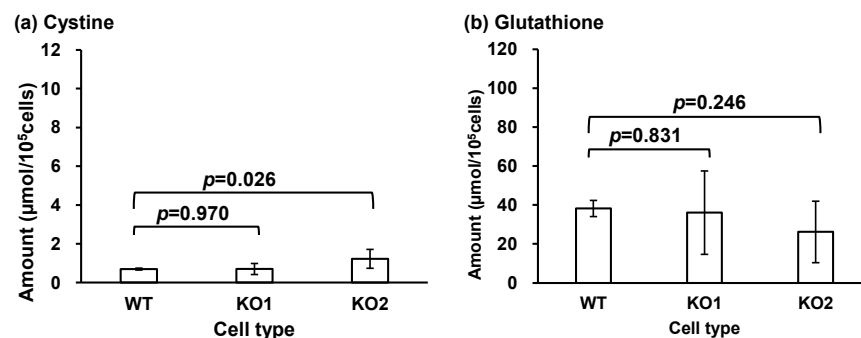 (a) Cystine
12
10
8
6
4
2
0
Amount (µmol/10⁵cells)
p=0.026
p=0.970
WT KO1 KO2
Cell type
(b) Glutathione
120
100
80
60
40
20
0
Amount (µmol/10⁵cells)
p=0.246
p=0.831
WT KO1 KO2
Cell type